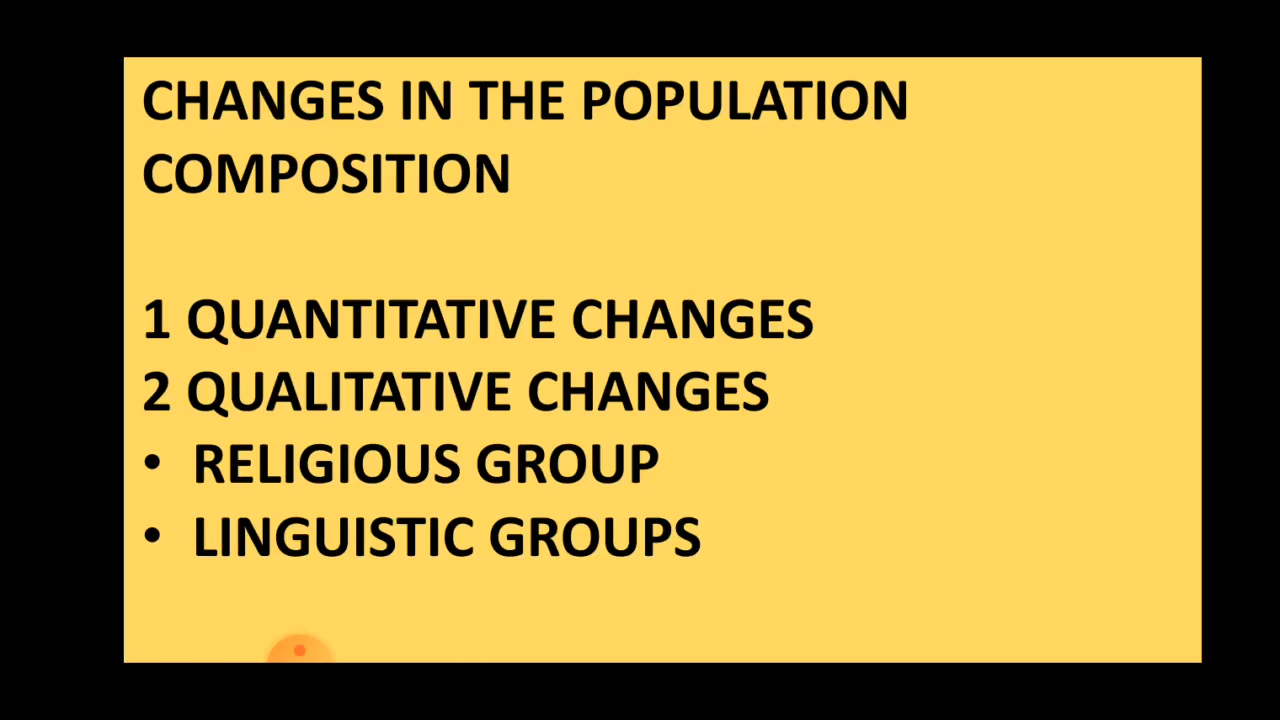 CHANGES IN THE POPULATION
COMPOSITION
1 QUANTITATIVE CHANGES
2 QUALITATIVE CHANGES
• RELIGIOUS GROUP
• LINGUISTIC GROUPS